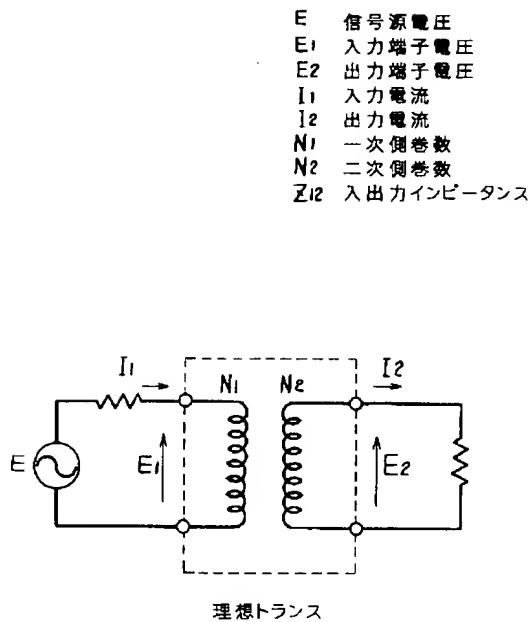 E 信号源電圧
E1 入力端子電圧
E2 出力端子電圧
I1 入力電流
I2 出力電流
N1 一次側巻数
N2 二次側巻数
Z12 入出力インピータンス
I1
I2
N1 N2
E
E1
E2
理想トランス